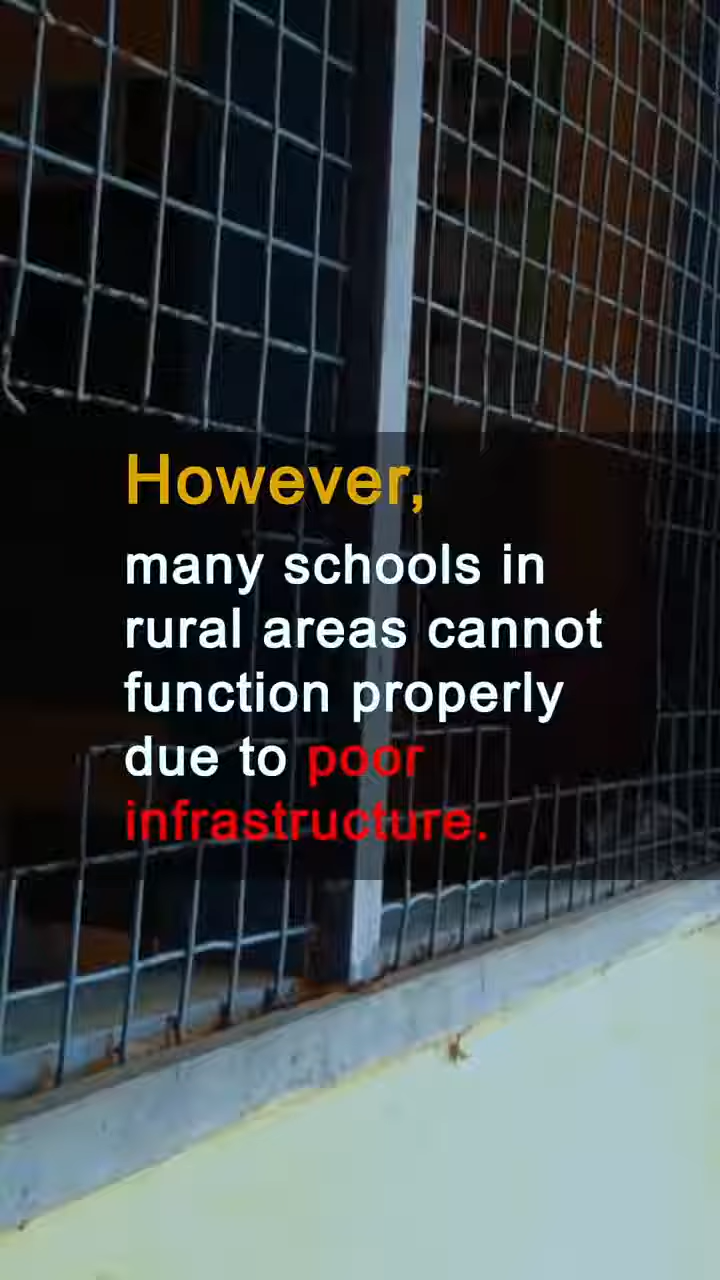 However,
many schools in
rural areas cannot
function properly
due to poor
infrastructure.